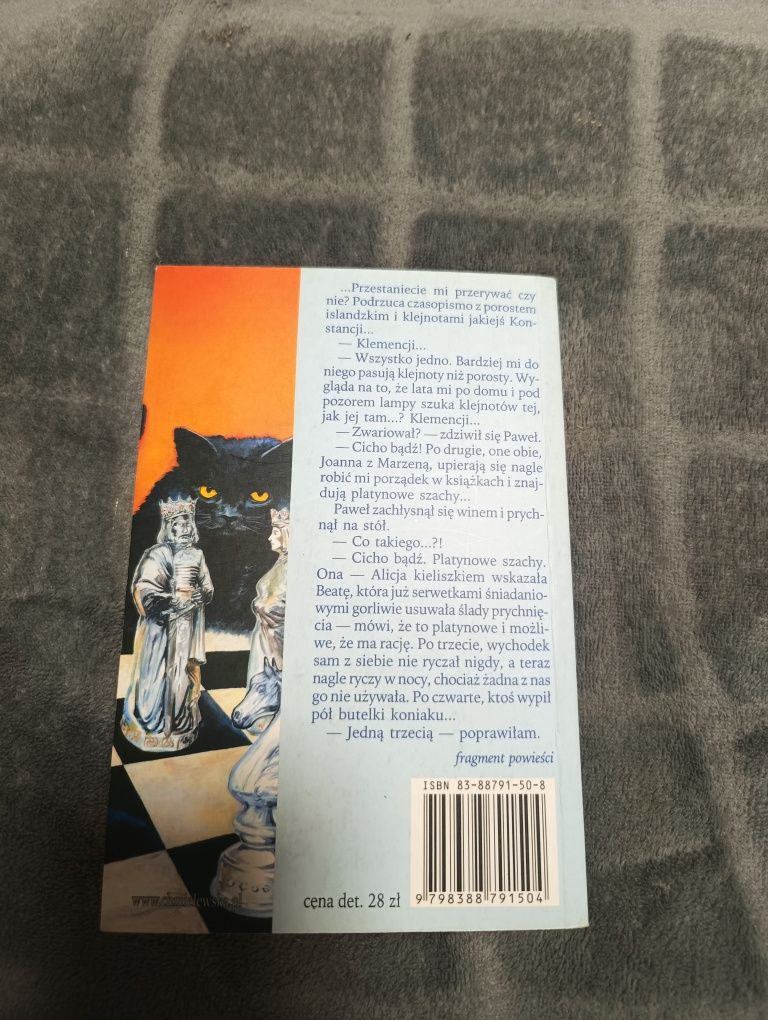 ...Przestaniecie mi przerywać czy
nie? Podrzuca czasopismo z porostem
islandzkim i klejnotami jakiejś Kon-
stancji...
— Klemencji...
— Wszystko jedno. Bardziej mi do
niego pasują klejnoty niż porosty. Wy-
gląda na to, że lata mi po domu i pod
pozorem lampy szuka klejnotów tej,
jak jej tam...? Klemencji...
— Zwariował? — zdziwił się Paweł.
— Cicho bądź! Po drugie, one obie,
Joanna z Marzeną, upierają się nagle
robić mi porządek w książkach i znaj-
dują platynowe szachy...
Paweł zachłysnął się winem i prych-
nął na stół.
— Co takiego...?!
— Cicho bądź. Platynowe szachy.
Ona — Alicja kieliszkiem wskazała
Beatę, która już serwetkami śniadanio-
wymi gorliwie usuwała ślady prychnię-
cia — mówi, że to platynowe i możli-
we, że ma rację. Po trzecie, wychodek
sam z siebie nie ryczał nigdy, a teraz
nagle ryczy w nocy, chociaż żadna z nas
go nie używała. Po czwarte, ktoś wypił
pół butelki koniaku...
— Jedną trzecią — poprawiłam.
fragment powieści
ISBN 83-88791-50-8
9 798388 791504
www.chmielewska.pl
cena det. 28 zł